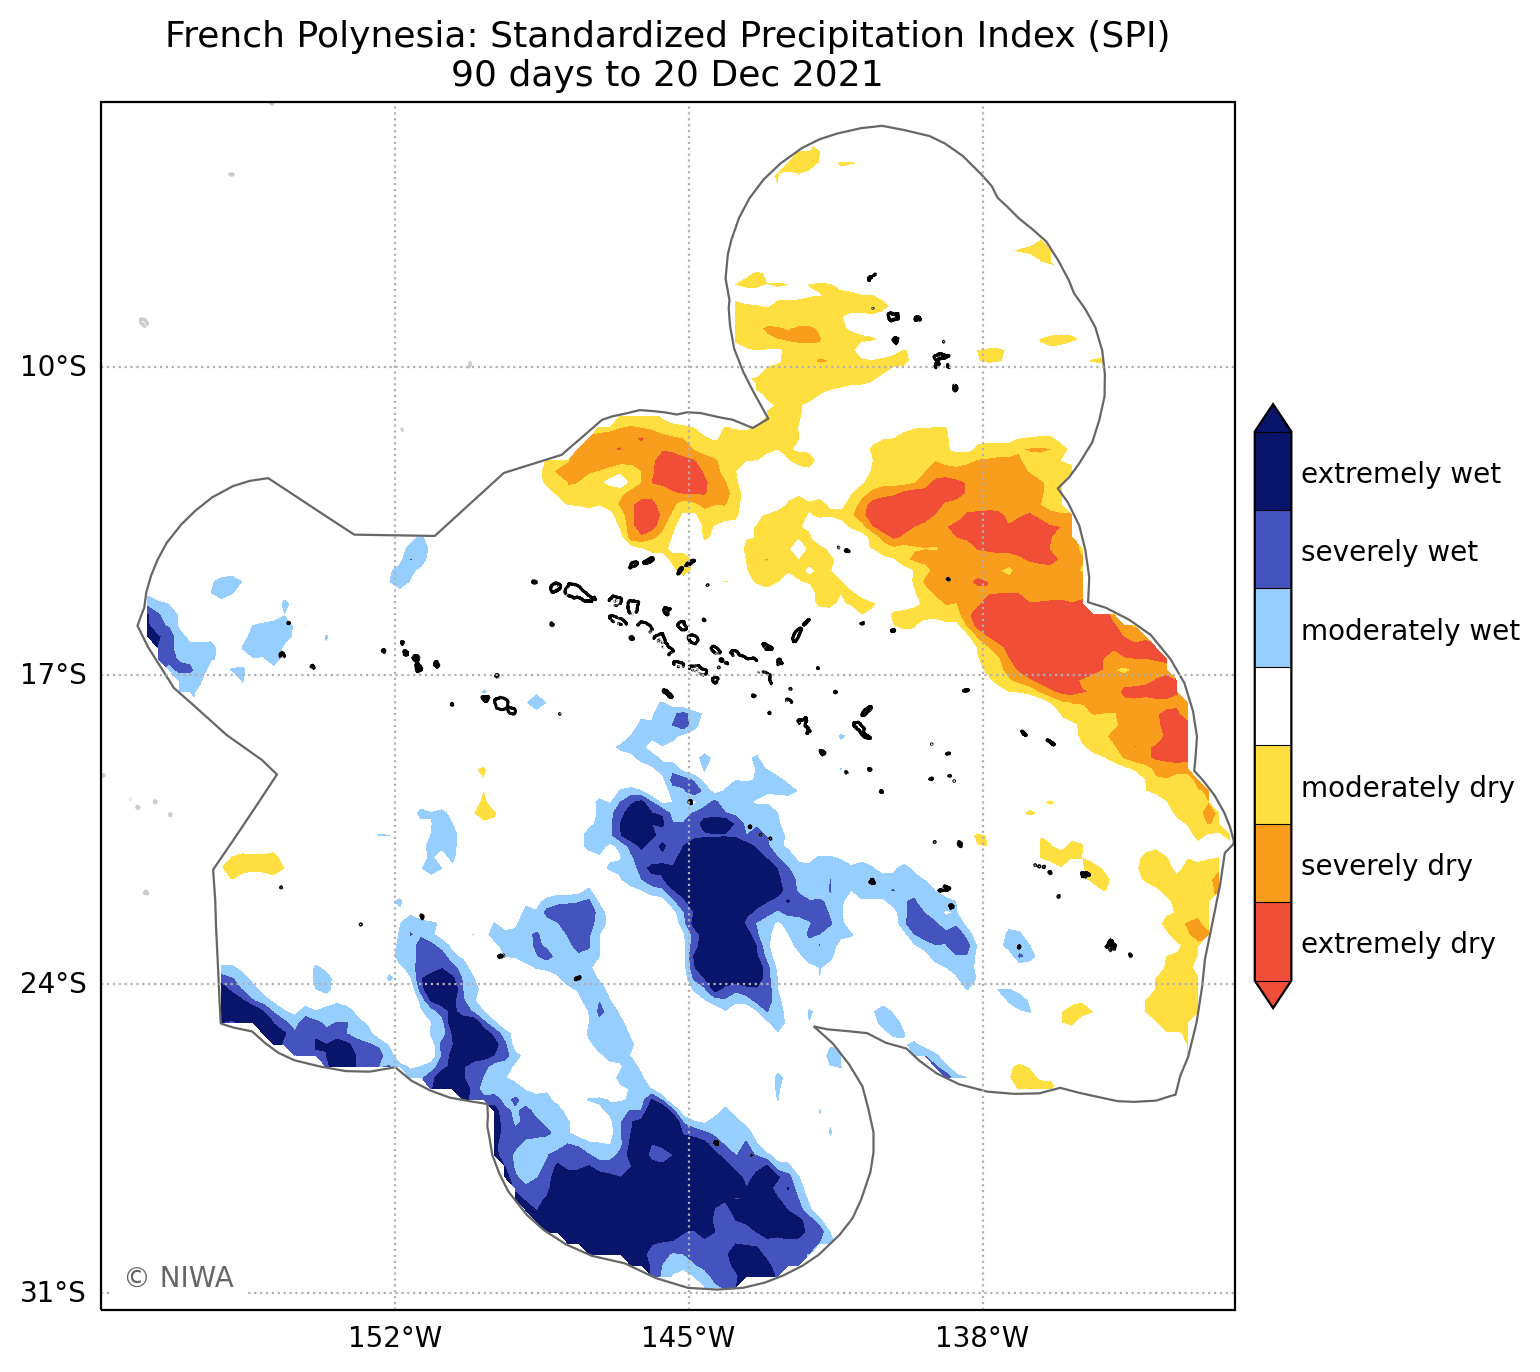 French Polynesia: Standardized Precipitation Index (SPI)
90 days to 20 Dec 2021
10°S
17°S
24°S
31°S
152°W
145°W
138°W
extremely wet
severely wet
moderately wet
moderately dry
severely dry
extremely dry
© NIWA